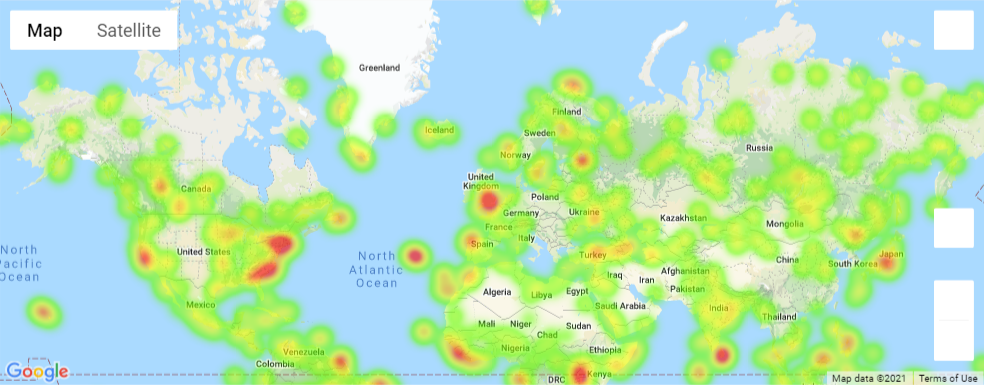 Map Satellite
Greenland
Iceland
Finland
Sweden
Norway
Russia
United
Kingdom
Canada
Poland
Germany
Ukraine
Kazakhstan
Mongolia
France
Italy
Spain
Turkey
United States
North
Pacific
Ocean
North
Atlantic
Ocean
China
South Korea
Japan
Iraq
Iran
Afghanistan
Pakistan
Algeria
Libya
Egypt
Saudi Arabia
Mexico
India
Thailand
Mali
Niger
Chad
Sudan
Nigeria
Ethiopia
Venezuela
Colombia
DRC
Kenya
Google
Map data ©2021 Terms of Use